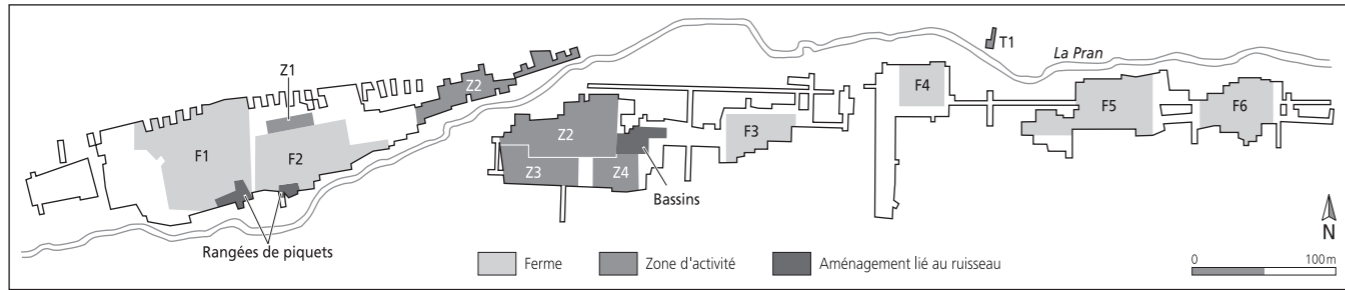 T1
La Pran
Z1
Z2
F4
F5
F6
F1
F2
Z2
F3
Z3
Z4
Bassins
Rangées de piquets
N
Ferme
Zone d'activité
Aménagement lié au ruisseau
0
100 m